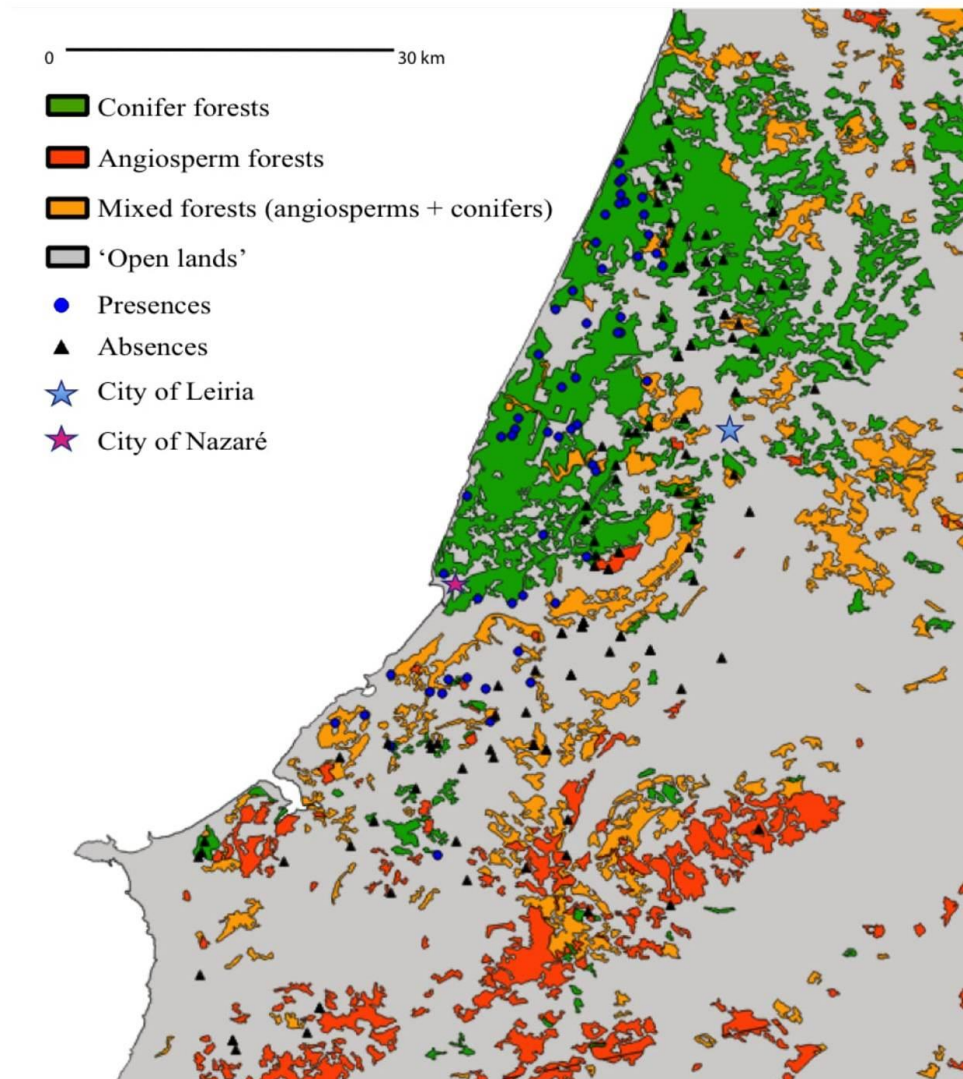 0 30 km
Conifer forests
Angiosperm forests
Mixed forests (angiosperms + conifers)
‘Open lands’
Presences
Absences
City of Leiria
City of Nazaré